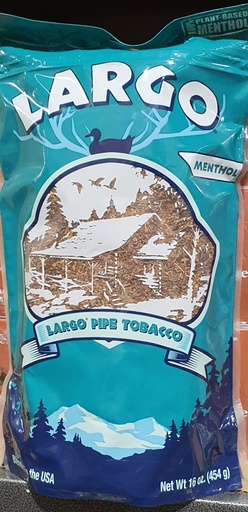 PLANT-BASED
MENTHOL
LARGO
MENTHOL
LARGO® PIPE TOBACCO
the USA
Net Wt 16 oz. (454 g)